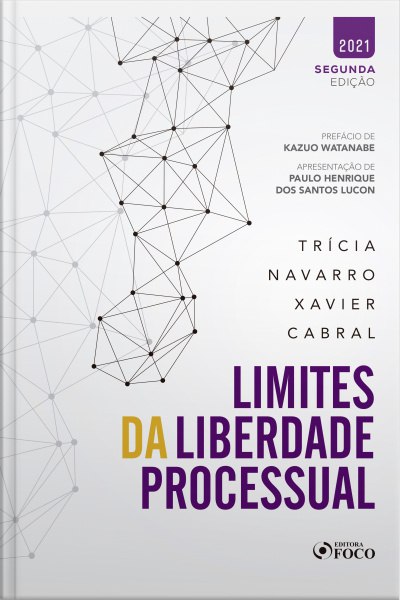 2021
SEGUNDA
EDIÇÃO
PREFÁCIO DE
KAZUO WATANABE
APRESENTAÇÃO DE
PAULO HENRIQUE
DOS SANTOS LUCON
TRÍCIA
NAVARRO
XAVIER
CABRAL
LIMITES
DA LIBERDADE
PROCESSUAL
EDITORA
FOCO